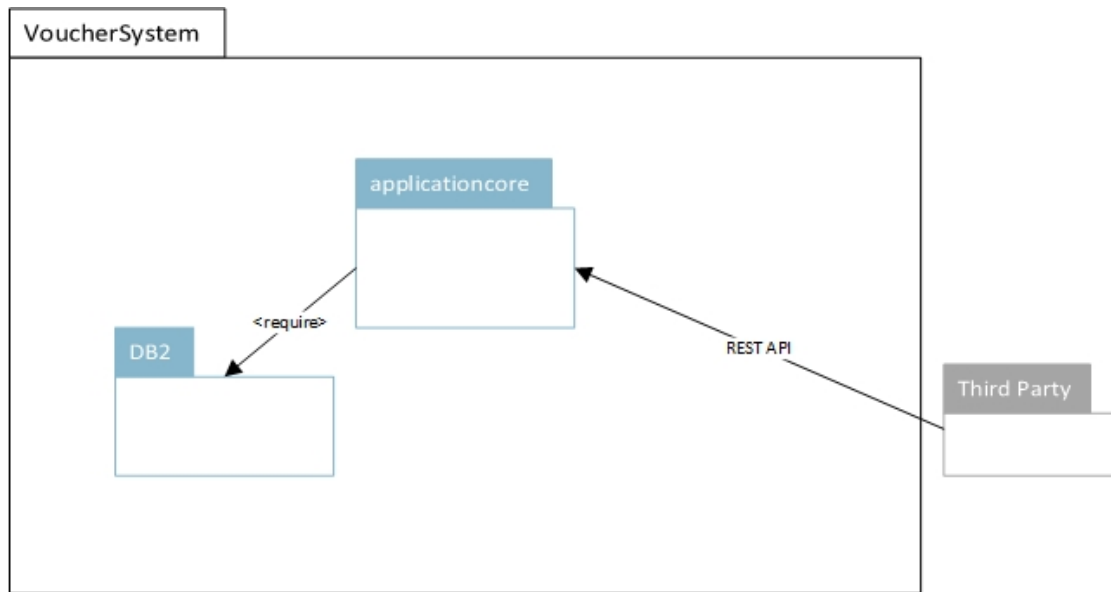 VoucherSystem
applicationcore
<require>
DB2
REST API
Third Party